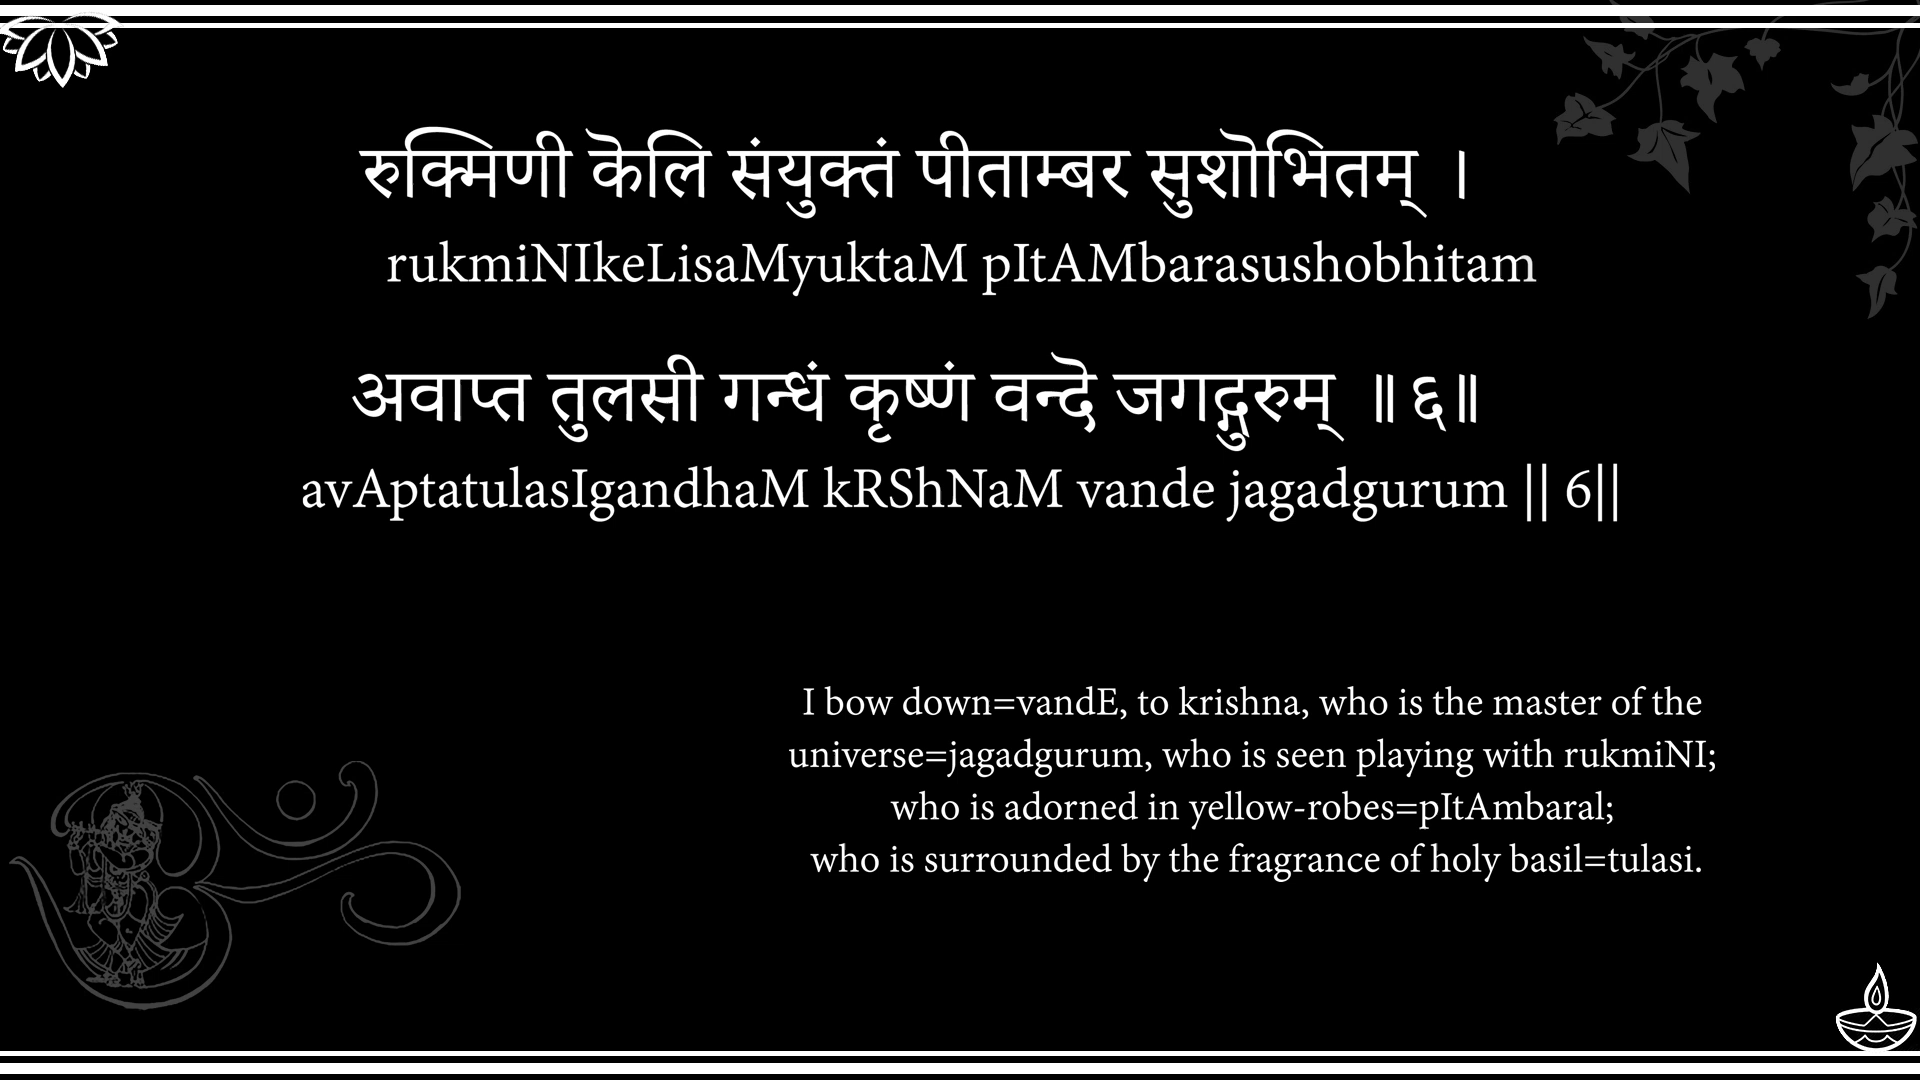 रुक्मिणी कॆलि संयुक्तं पीताम्बर सुशॊभितम् ।
rukmiNIkeLisaMyuktaM pItAMbarasushobhitam
अवाप्त तुलसी गन्धं कृष्णं वन्दॆ जगद्गुरुम् ॥ ६॥
avAptatulasIgandhaM kRShNaM vande jagadgurum || 6||
I bow down=vandE, to krishna, who is the master of the
universe=jagadgurum, who is seen playing with rukmiNI;
who is adorned in yellow-robes=pItAmbaral;
who is surrounded by the fragrance of holy basil=tulasi.